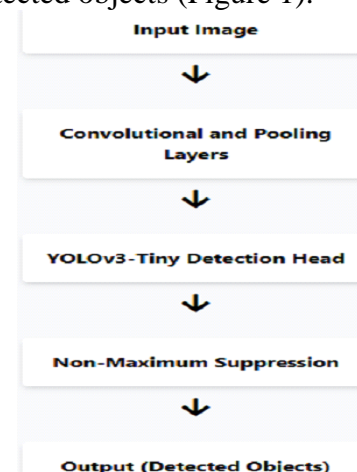 tected objects (Figure 1).
Input Image
Convolutional and Pooling
Layers
YOLOv3-Tiny Detection Head
Non-Maximum Suppression
Output (Detected Objects)